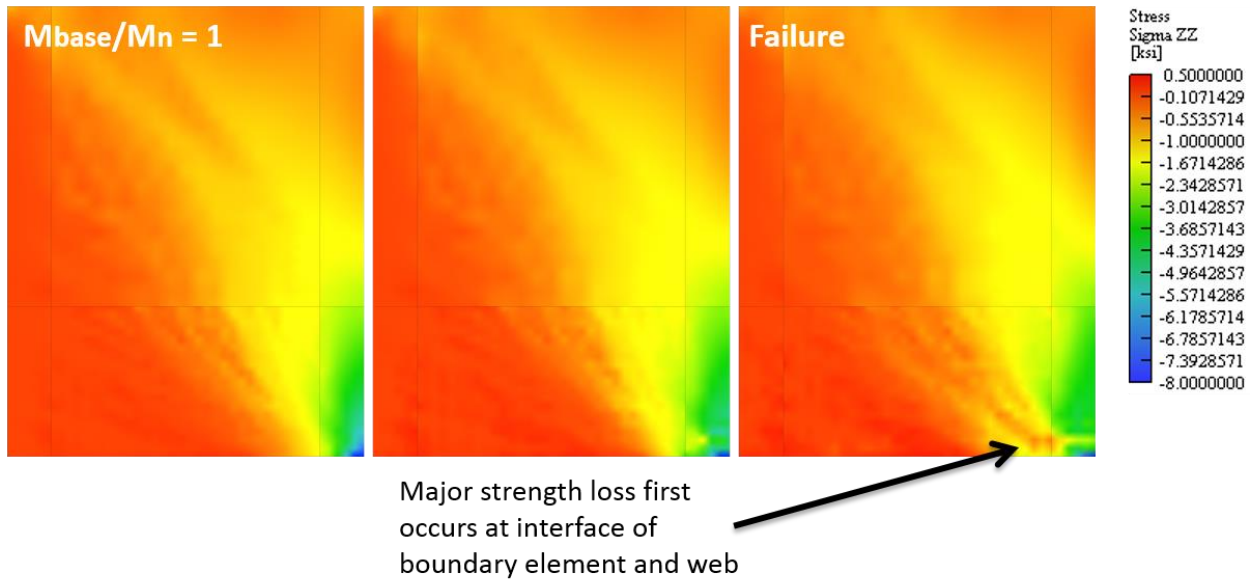 Mbase/Mn = 1
Failure
Stress
Sigma ZZ
[ksi]
0.5000000
-0.1071429
-0.5535714
-1.0000000
-1.6714286
-2.3428571
-3.0142857
-3.6857143
-4.3571429
-4.9642857
-5.5714286
-6.1785714
-6.7857143
-7.3928571
-8.0000000
Major strength loss first
occurs at interface of
boundary element and web